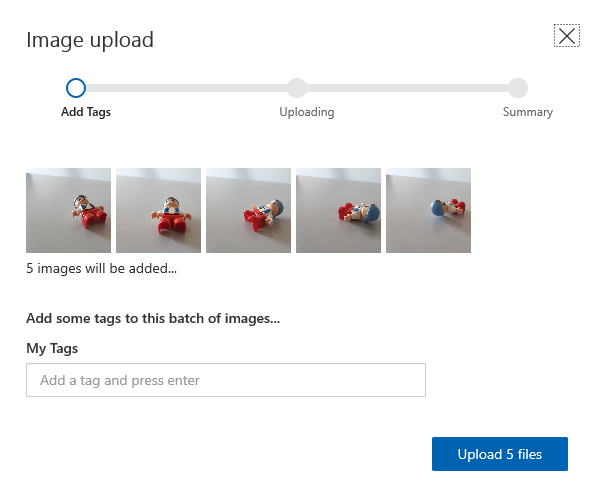 Image upload
Add Tags
Uploading
Summary
5 images will be added...
Add some tags to this batch of images...
My Tags
Add a tag and press enter
Upload 5 files